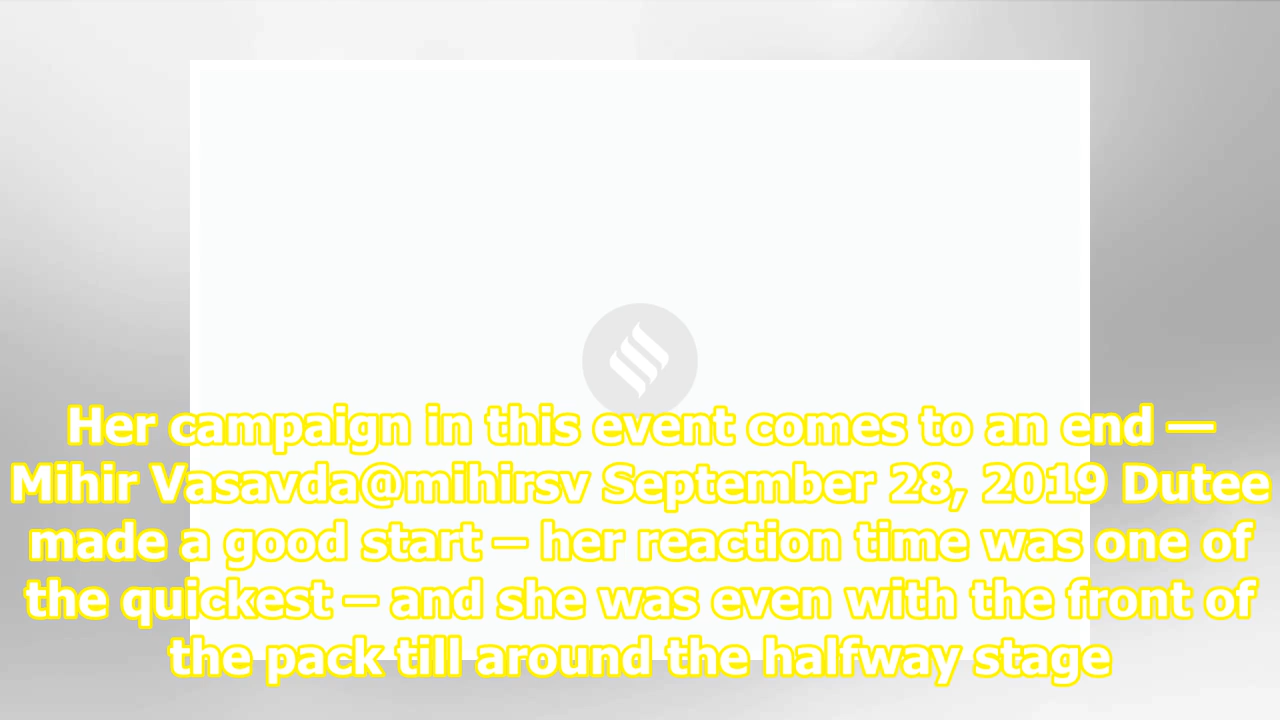 Her campaign in this event comes to an end —
Mihir Vasavda@mihirsv September 28, 2019 Dutee
made a good start – her reaction time was one of
the quickest – and she was even with the front of
the pack till around the halfway stage